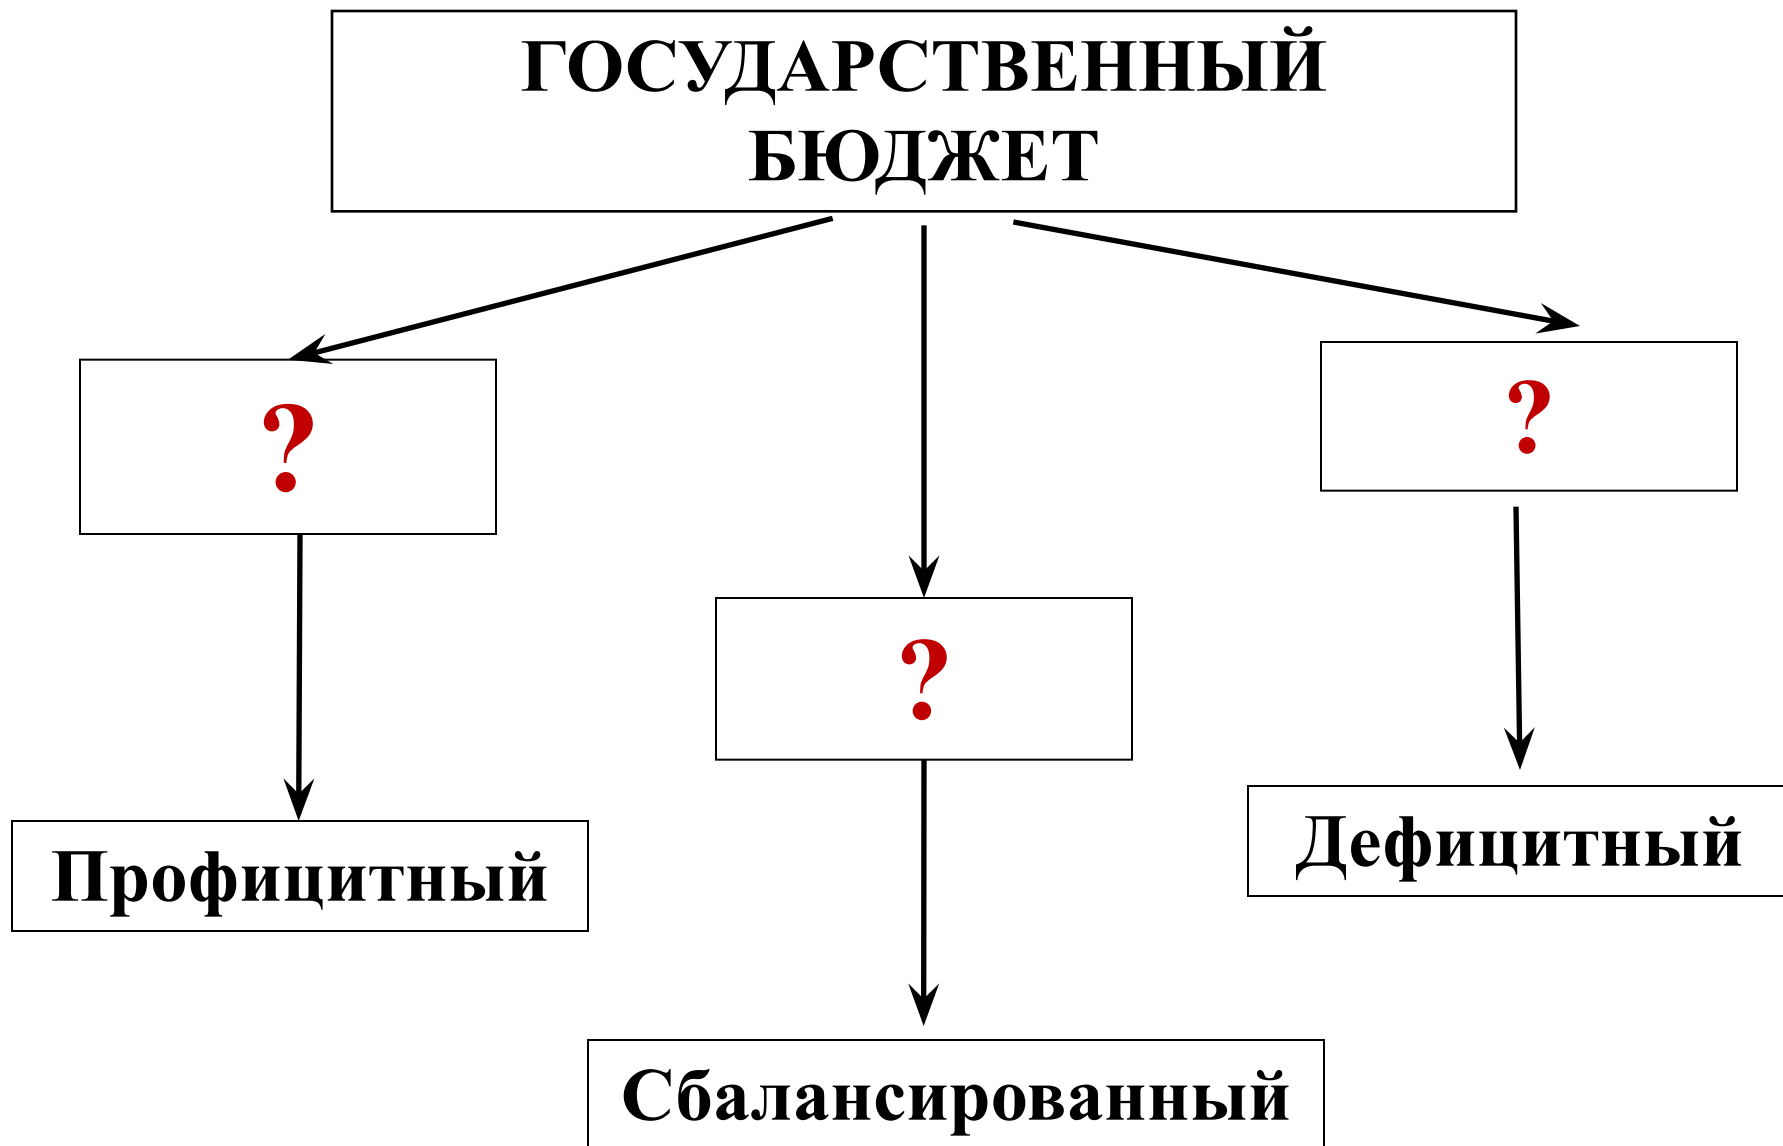 ГОСУДАРСТВЕННЫЙ
БЮДЖЕТ
?
?
?
Профицитный
Дефицитный
Сбалансированный